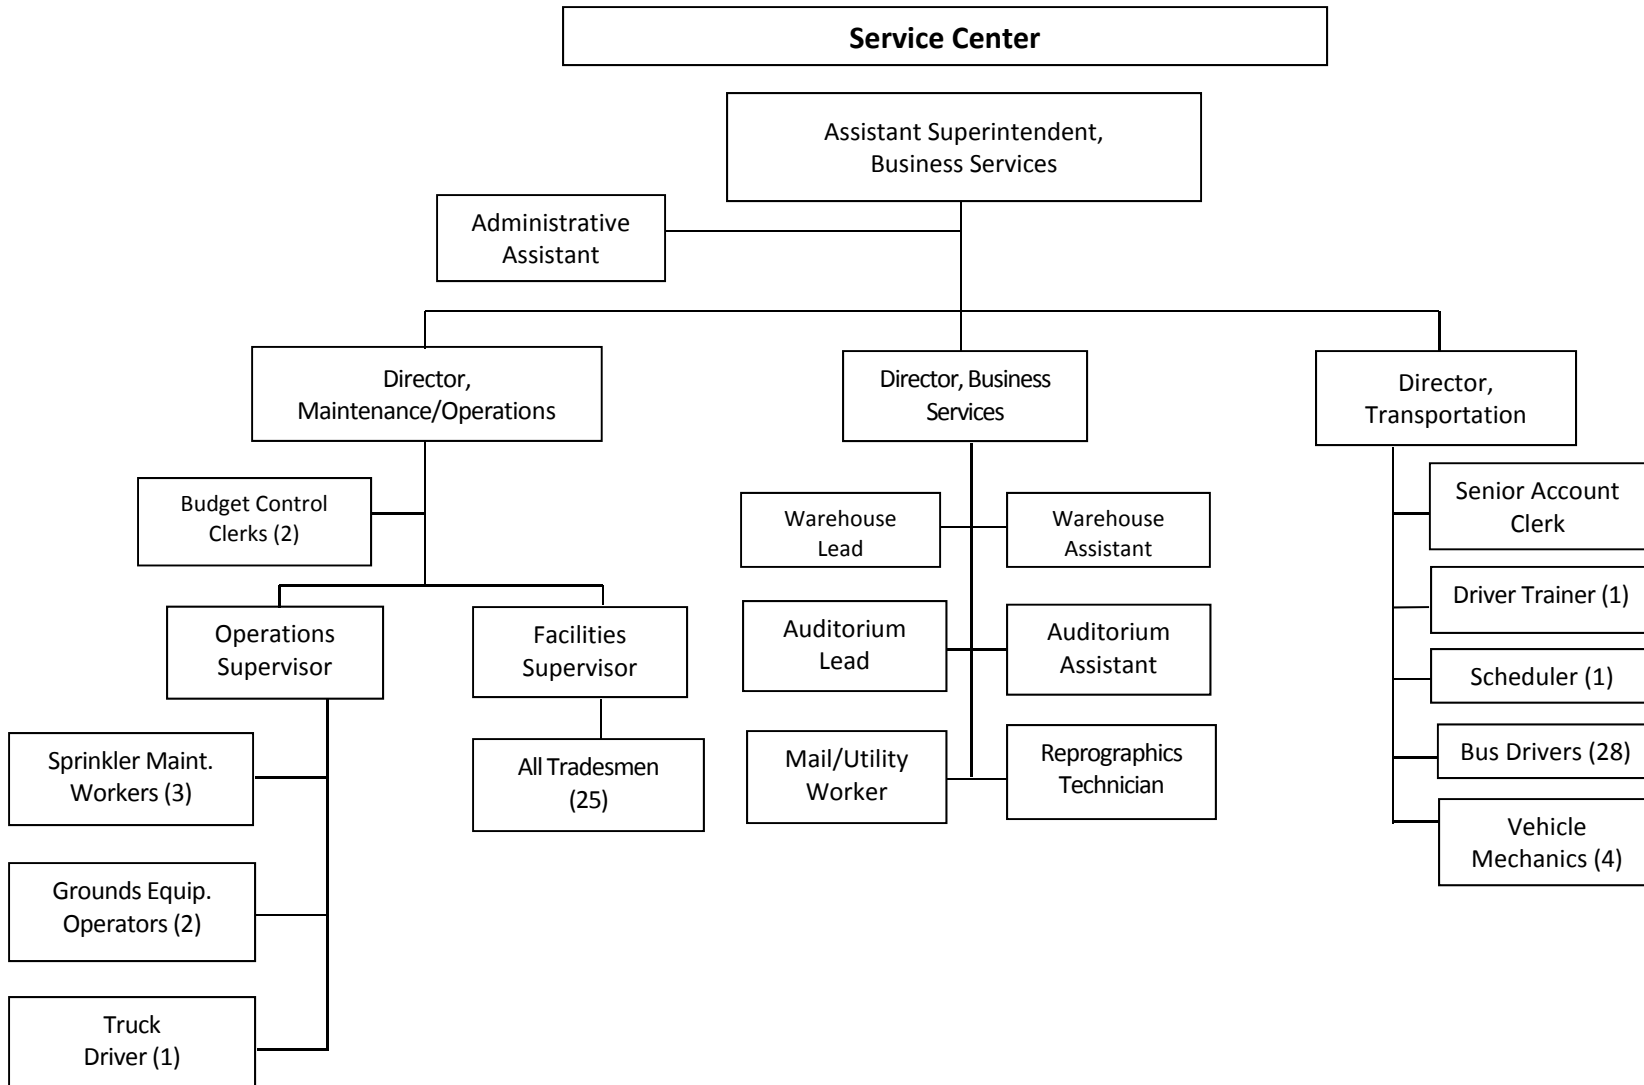 Service Center
Assistant Superintendent,
Business Services
Administrative
Assistant
Director,
Maintenance/Operations
Director, Business
Services
Director,
Transportation
Budget Control
Clerks (2)
Warehouse
Lead
Warehouse
Assistant
Senior Account
Clerk
Driver Trainer (1)
Operations
Supervisor
Facilities
Supervisor
Auditorium
Lead
Auditorium
Assistant
Scheduler (1)
Sprinkler Maint.
Workers (3)
All Tradesmen
(25)
Mail/Utility
Worker
Reprographics
Technician
Bus Drivers (28)
Vehicle
Mechanics (4)
Grounds Equip.
Operators (2)
Truck
Driver (1)